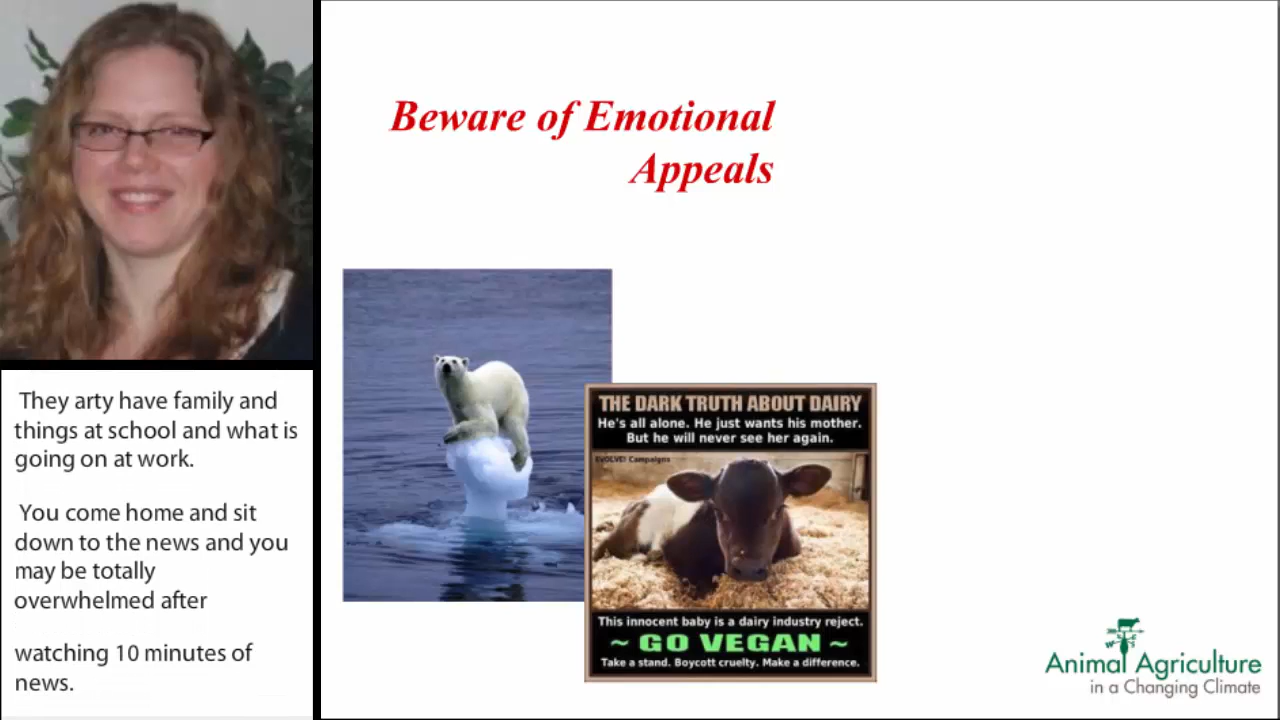 Beware of Emotional
Appeals
THE DARK TRUTH ABOUT DAIRY
He's all alone. He just wants his mother.
But he will never see her again.
EVOLVE! Campaigns
This innocent baby is a dairy industry reject.
~ GO VEGAN ~
Take a stand. Boycott cruelty. Make a difference.
Animal Agriculture
in a Changing Climate
They arty have family and
things at school and what is
going on at work.
You come home and sit
down to the news and you
may be totally
overwhelmed after
watching 10 minutes of
news.